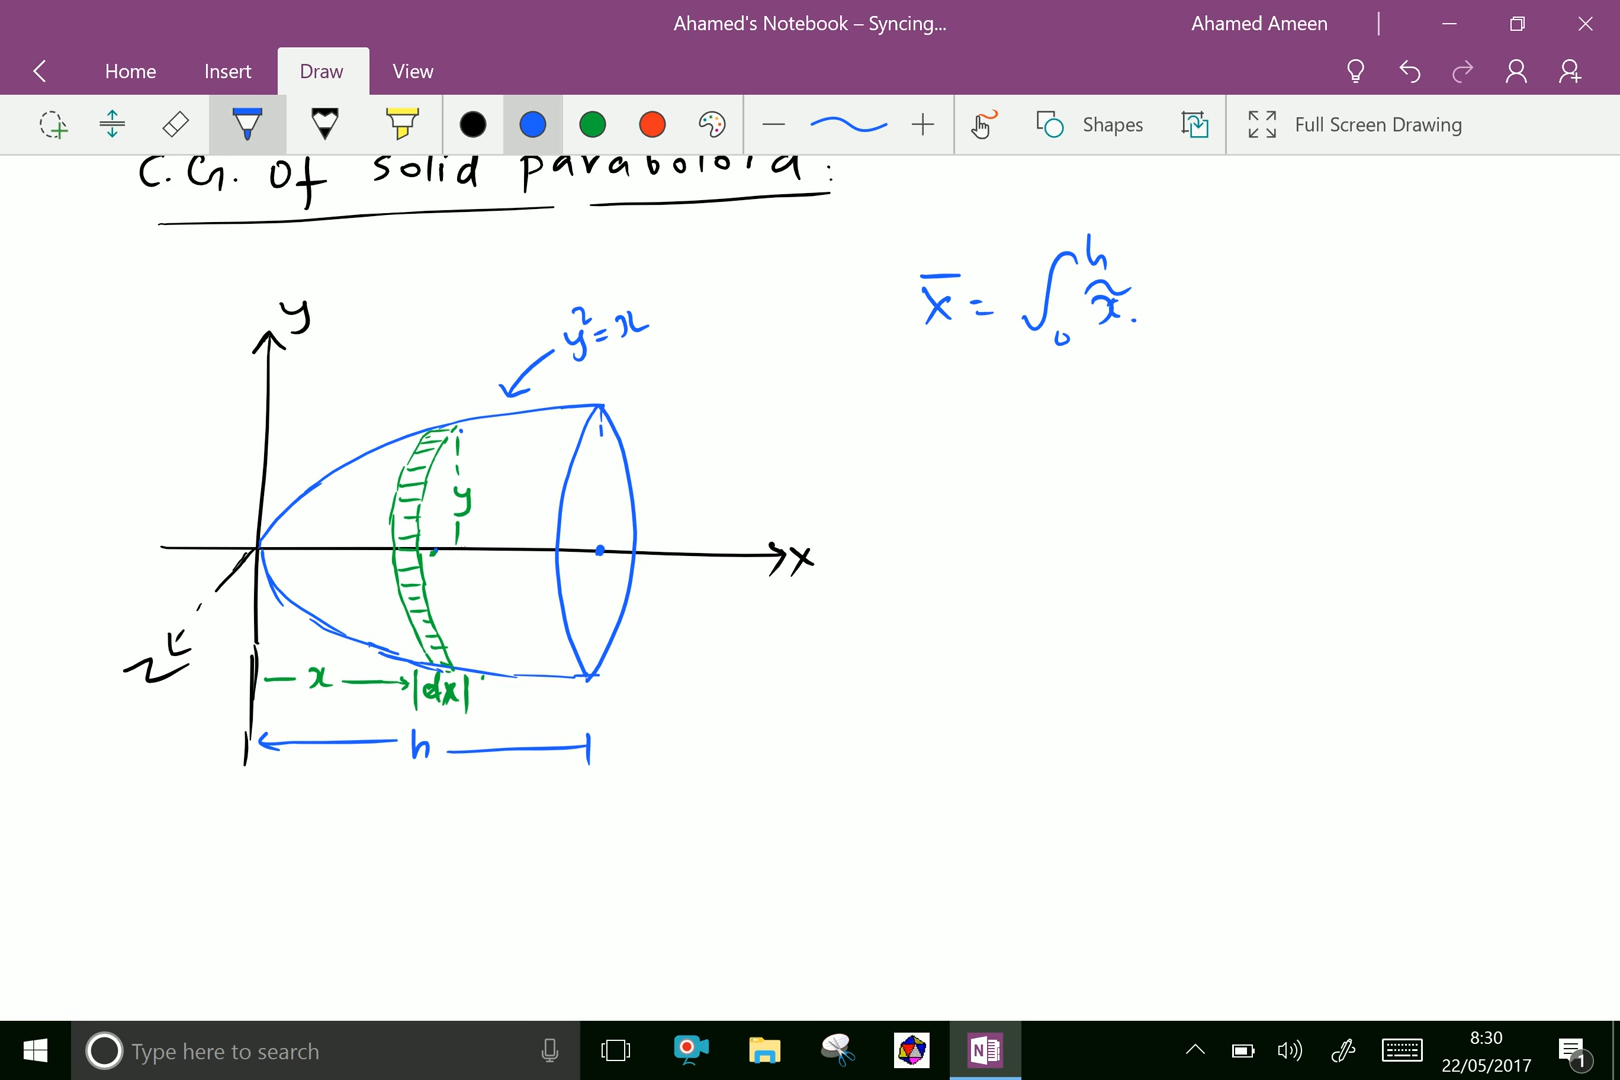 Ahamed's Notebook – Syncing...
Ahamed Ameen
Home Insert Draw View
Shapes
Full Screen Drawing
C.G. Of solid paraboloid :
x̄ = ∫₀ʰ x̃.
y
y² = x
y
x
z
x
|dx|
h
Type here to search
N
8:30
22/05/2017
1